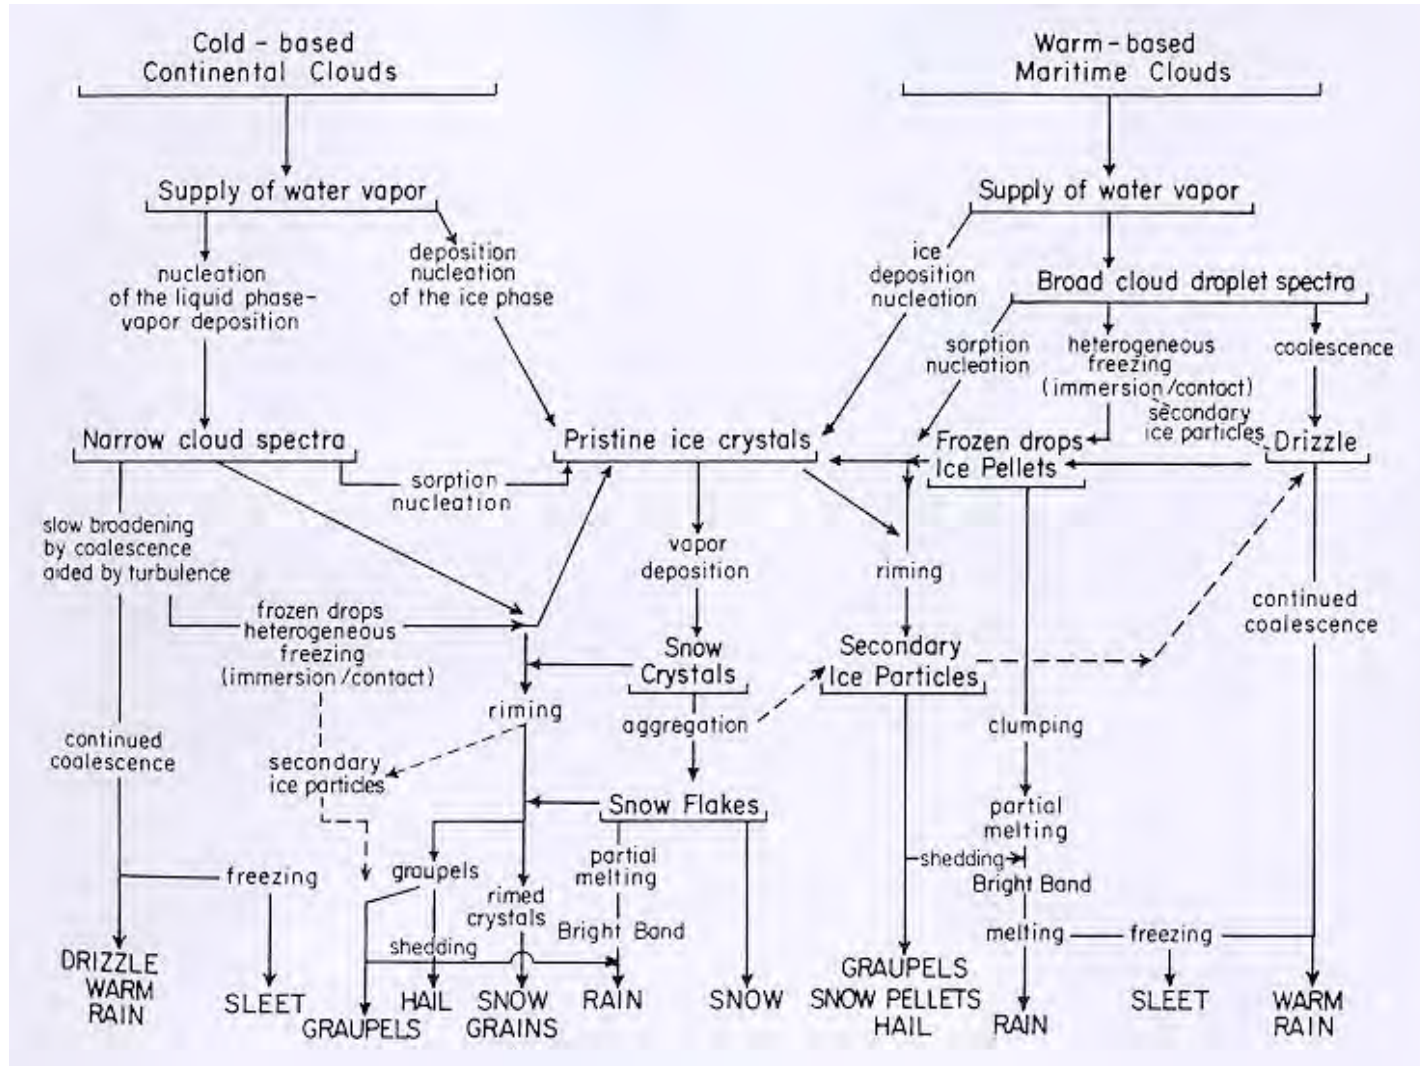 Cold - based
Continental Clouds
Warm - based
Maritime Clouds
Supply of water vapor
Supply of water vapor
deposition
nucleation
of the ice phase
nucleation
of the liquid phase-
vapor deposition
ice
deposition
nucleation
Broad cloud droplet spectra
sorption
nucleation
heterogeneous
freezing
(immersion/contact)
coalescence
secondary
ice particles
Narrow cloud spectra
Pristine ice crystals
Frozen drops
Ice Pellets
Drizzle
sorption
nucleation
slow broadening
by coalescence
aided by turbulence
vapor
deposition
riming
frozen drops
heterogeneous
freezing
(immersion/contact)
continued
coalescence
Snow
Crystals
Secondary
Ice Particles
riming
aggregation
clumping
continued
coalescence
secondary
ice particles
Snow Flakes
partial
melting
graupels
partial
melting
shedding
Bright Band
freezing
rimed
crystals
Bright Band
shedding
melting
freezing
DRIZZLE
WARM
RAIN
SLEET
GRAUPELS
HAIL
SNOW
GRAINS
RAIN
SNOW
GRAUPELS
SNOW PELLETS
HAIL
RAIN
SLEET
WARM
RAIN